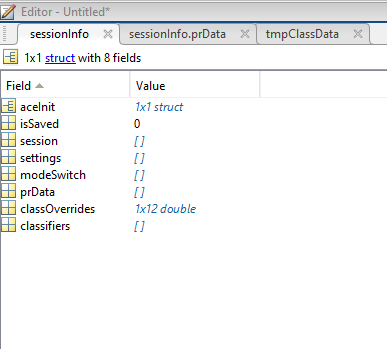 Editor - Untitled*
sessionInfo sessionInfo.prData tmpClassData
1x1 struct with 8 fields
Field Value
aceInit 1x1 struct
isSaved 0
session []
settings []
modeSwitch []
prData []
classOverrides 1x12 double
classifiers []